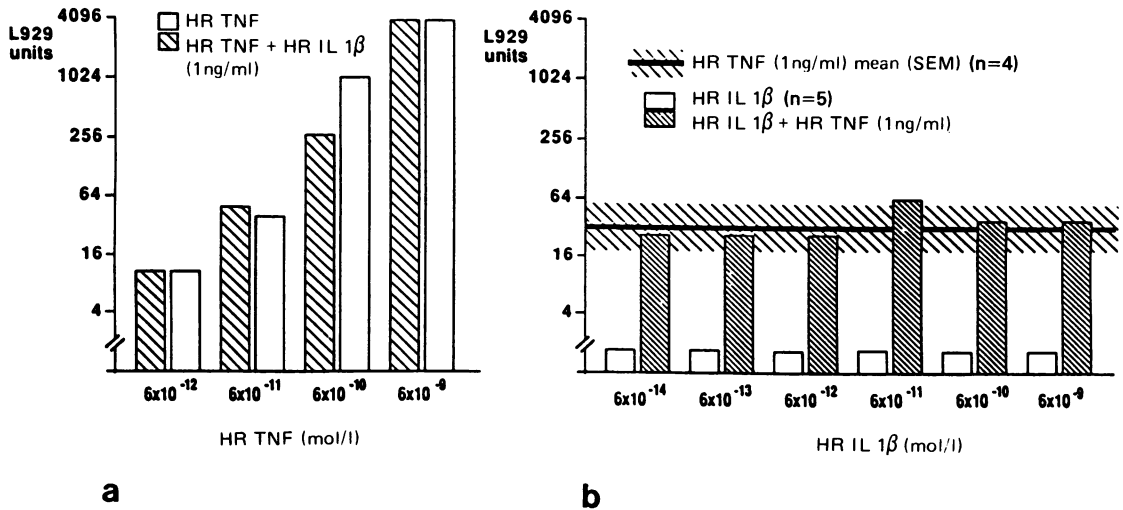 4096
L929
units
1024
256
64
16
4
HR TNF
HR TNF + HR IL 1β
(1ng/ml)
6x10 -12
6x10 -11
6x10 -10
6x10 -9
HR TNF (mol/l)
a
4096
L929
units
1024
256
64
16
4
HR TNF (1ng/ml) mean (SEM) (n=4)
HR IL 1β (n=5)
HR IL 1β + HR TNF (1ng/ml)
6x10 -14
6x10 -13
6x10 -12
6x10 -11
6x10 -10
6x10 -9
HR IL 1β (mol/l)
b